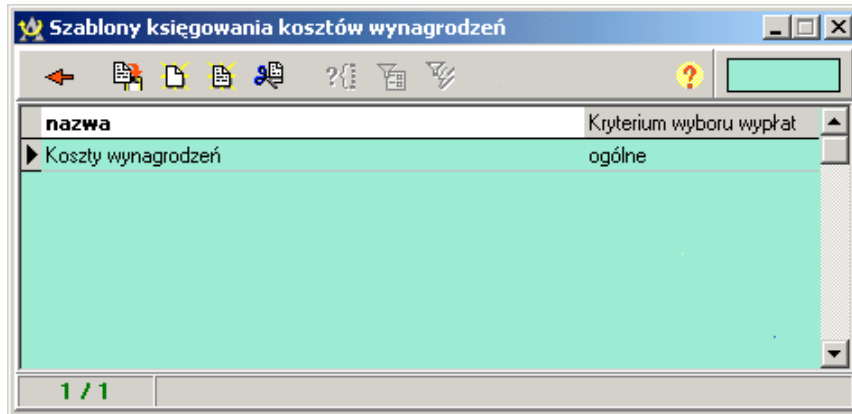 Szablony księgowania kosztów wynagrodzeń
?{
?
nazwa Kryterium wyboru wypłat
Koszty wynagrodzeń ogólne
1 / 1